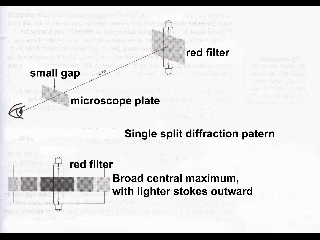 red filter
small gap
microscope plate
Single split diffraction patern
red filter
Broad central maximum,
with lighter stokes outward